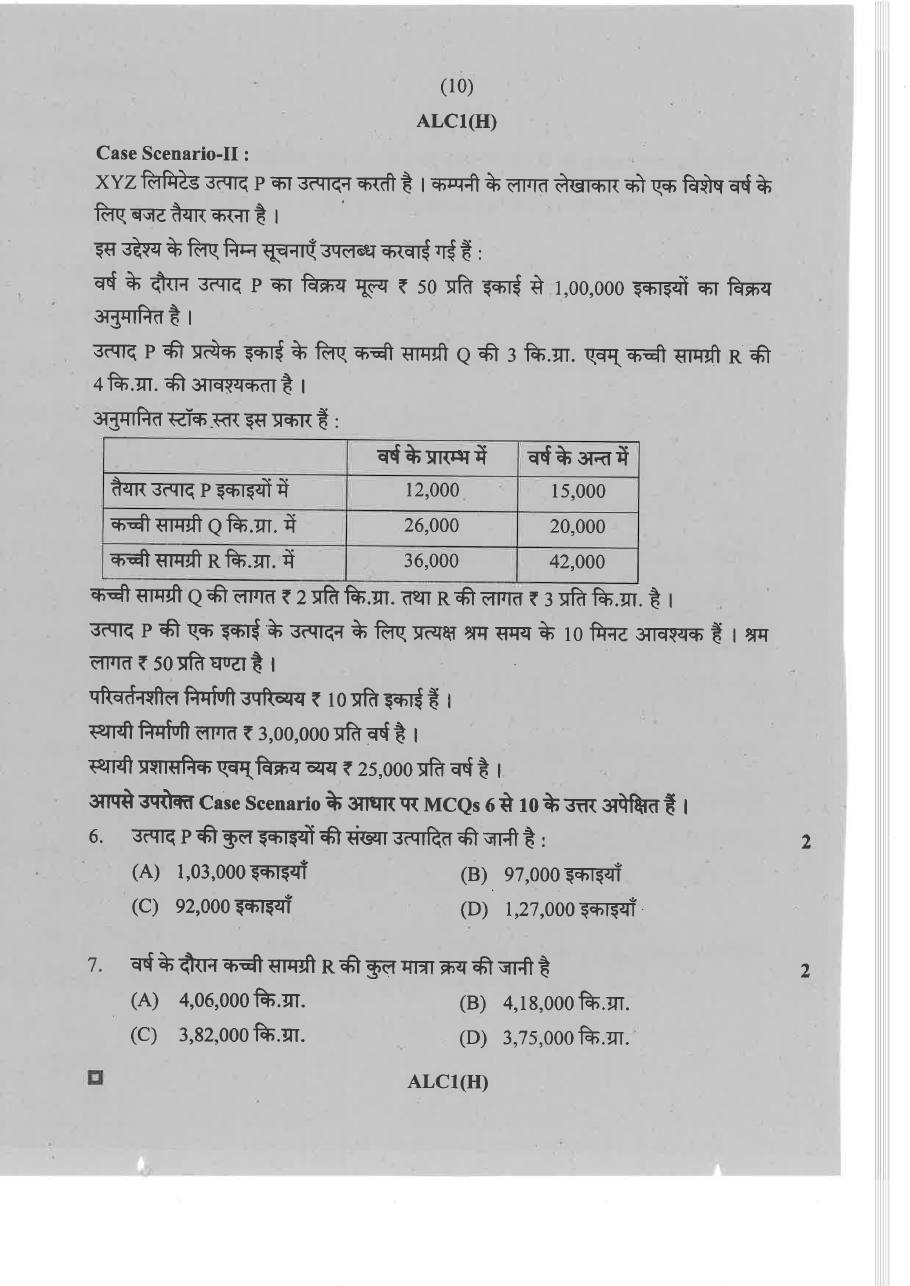 (10)
ALC1(H)
Case Scenario-II :
XYZ लिमिटेड उत्पाद P का उत्पादन करती है । कम्पनी के लागत लेखाकार को एक विशेष वर्ष के
लिए बजट तैयार करना है ।
इस उद्देश्य के लिए निम्न सूचनाएँ उपलब्ध करवाई गई हैं :
वर्ष के दौरान उत्पाद P का विक्रय मूल्य ₹ 50 प्रति इकाई से 1,00,000 इकाइयों का विक्रय
अनुमानित है ।
उत्पाद P की प्रत्येक इकाई के लिए कच्ची सामग्री Q की 3 कि.ग्रा. एवम् कच्ची सामग्री R की
4 कि.ग्रा. की आवश्यकता है ।
अनुमानित स्टॉक स्तर इस प्रकार हैं :
वर्ष के प्रारम्भ में वर्ष के अन्त में
तैयार उत्पाद P इकाइयों में 12,000 15,000
कच्ची सामग्री Q कि.ग्रा. में 26,000 20,000
कच्ची सामग्री R कि.ग्रा. में 36,000 42,000
कच्ची सामग्री Q की लागत ₹ 2 प्रति कि.ग्रा. तथा R की लागत ₹ 3 प्रति कि.ग्रा. है ।
उत्पाद P की एक इकाई के उत्पादन के लिए प्रत्यक्ष श्रम समय के 10 मिनट आवश्यक हैं । श्रम
लागत ₹ 50 प्रति घण्टा है ।
परिवर्तनशील निर्माणी उपरिव्यय ₹ 10 प्रति इकाई हैं ।
स्थायी निर्माणी लागत ₹ 3,00,000 प्रति वर्ष है ।
स्थायी प्रशासनिक एवम् विक्रय व्यय ₹ 25,000 प्रति वर्ष है ।
आपसे उपरोक्त Case Scenario के आधार पर MCQs 6 से 10 के उत्तर अपेक्षित हैं ।
6. उत्पाद P की कुल इकाइयों की संख्या उत्पादित की जानी है : 2
(A) 1,03,000 इकाइयाँ (B) 97,000 इकाइयाँ
(C) 92,000 इकाइयाँ (D) 1,27,000 इकाइयाँ
7. वर्ष के दौरान कच्ची सामग्री R की कुल मात्रा क्रय की जानी है 2
(A) 4,06,000 कि.ग्रा. (B) 4,18,000 कि.ग्रा.
(C) 3,82,000 कि.ग्रा. (D) 3,75,000 कि.ग्रा.
ALC1(H)